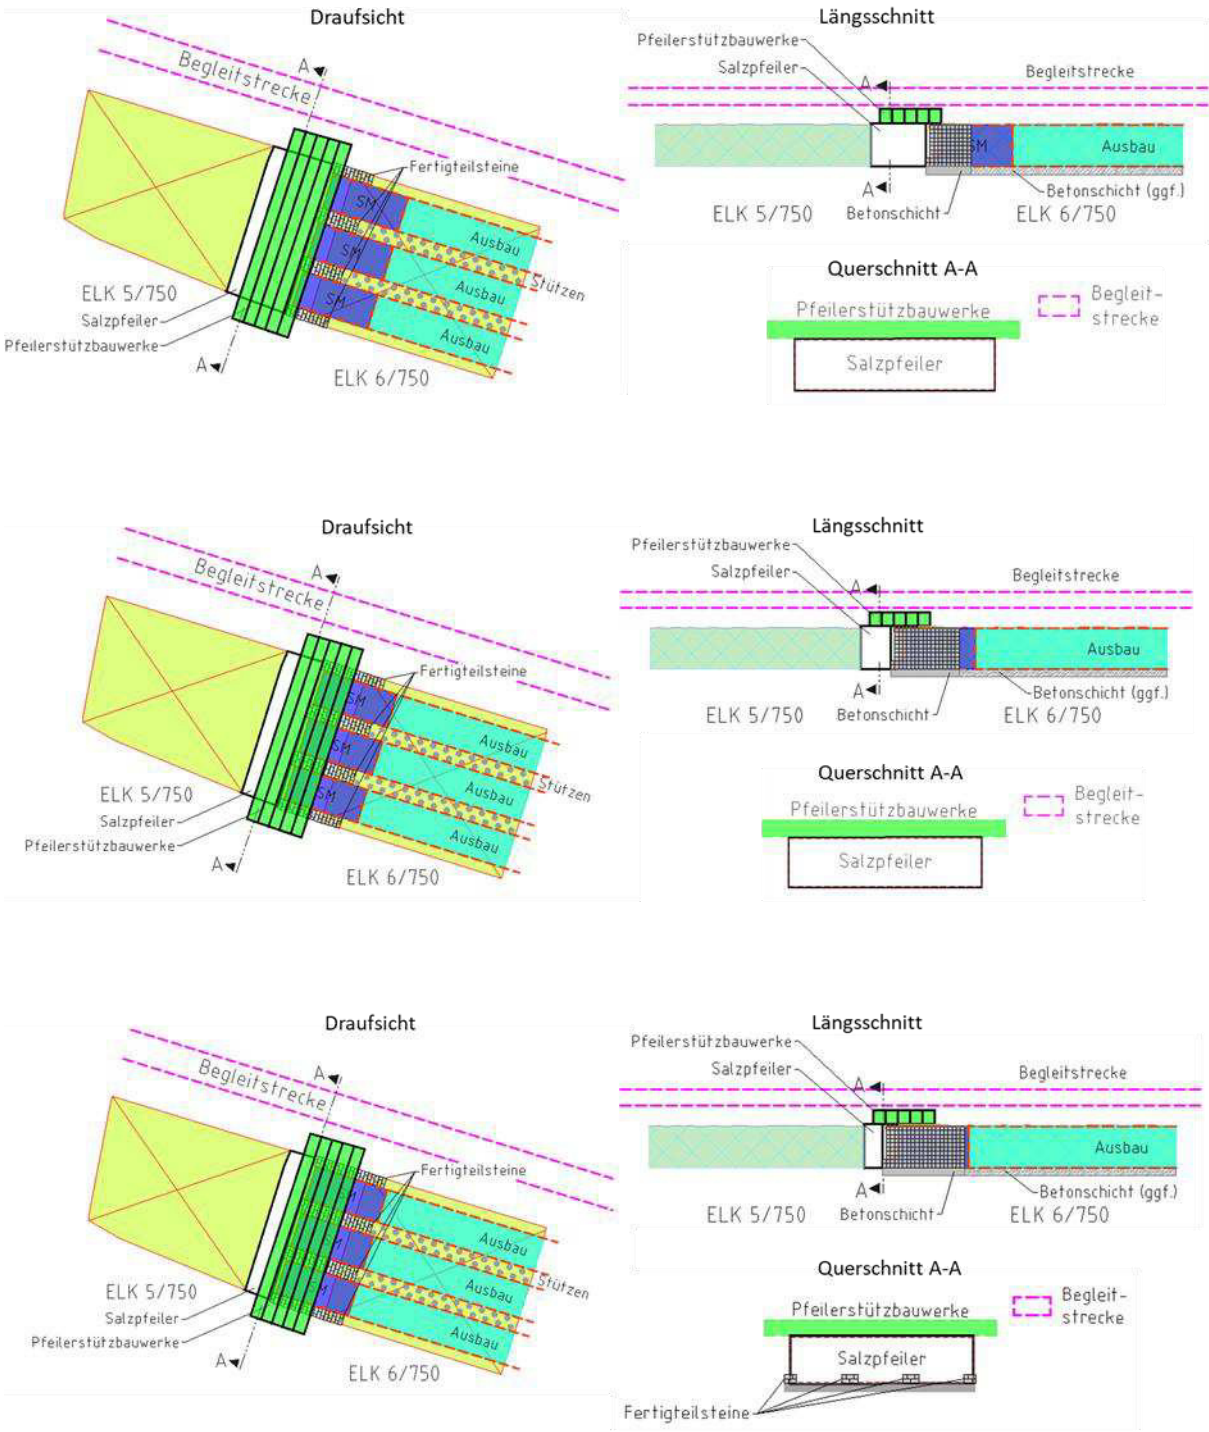 Draufsicht
A
Begleitstrecke
Fertigteilsteine
SM
SM
SM
Ausbau
Ausbau
Ausbau
Stützen
ELK 5/750
Salzpfeiler
Pfeilerstützbauwerke
A
ELK 6/750
Längsschnitt
Pfeilerstützbauwerke
Salzpfeiler
Begleitstrecke
A
SM
Ausbau
A
Betonschicht (ggf.)
ELK 5/750
Betonschicht
ELK 6/750
Querschnitt A-A
Pfeilerstützbauwerke
Salzpfeiler
Begleit-
strecke
Draufsicht
A
Begleitstrecke
Fertigteilsteine
SM
SM
SM
Ausbau
Ausbau
Ausbau
Stützen
ELK 5/750
Salzpfeiler
Pfeilerstützbauwerke
A
ELK 6/750
Längsschnitt
Pfeilerstützbauwerke
Salzpfeiler
Begleitstrecke
A
Ausbau
A
Betonschicht (ggf.)
ELK 5/750
Betonschicht
ELK 6/750
Querschnitt A-A
Pfeilerstützbauwerke
Salzpfeiler
Begleit-
strecke
Draufsicht
A
Begleitstrecke
Fertigteilsteine
M
M
M
Ausbau
Ausbau
Ausbau
Stützen
ELK 5/750
Salzpfeiler
Pfeilerstützbauwerke
A
ELK 6/750
Längsschnitt
Pfeilerstützbauwerke
Salzpfeiler
Begleitstrecke
A
Ausbau
A
Betonschicht (ggf.)
ELK 5/750
Betonschicht
ELK 6/750
Querschnitt A-A
Pfeilerstützbauwerke
Salzpfeiler
Begleit-
strecke
Fertigteilsteine